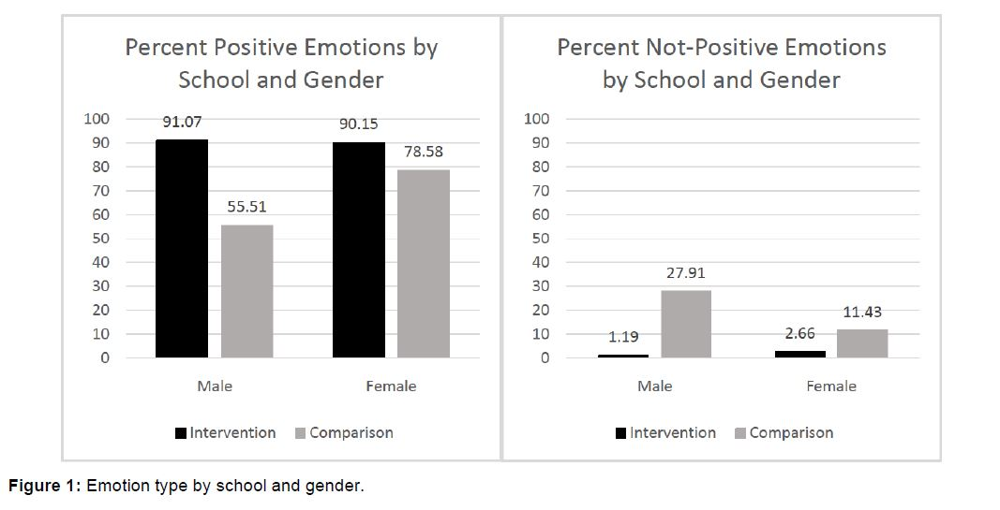 Percent Positive Emotions by
School and Gender
100
90
80
70
60
50
40
30
20
10
0
91.07
55.51
90.15
78.58
Male
Female
Intervention
Comparison
Percent Not-Positive Emotions
by School and Gender
100
90
80
70
60
50
40
30
20
10
0
1.19
27.91
2.66
11.43
Male
Female
Intervention
Comparison
Figure 1: Emotion type by school and gender.